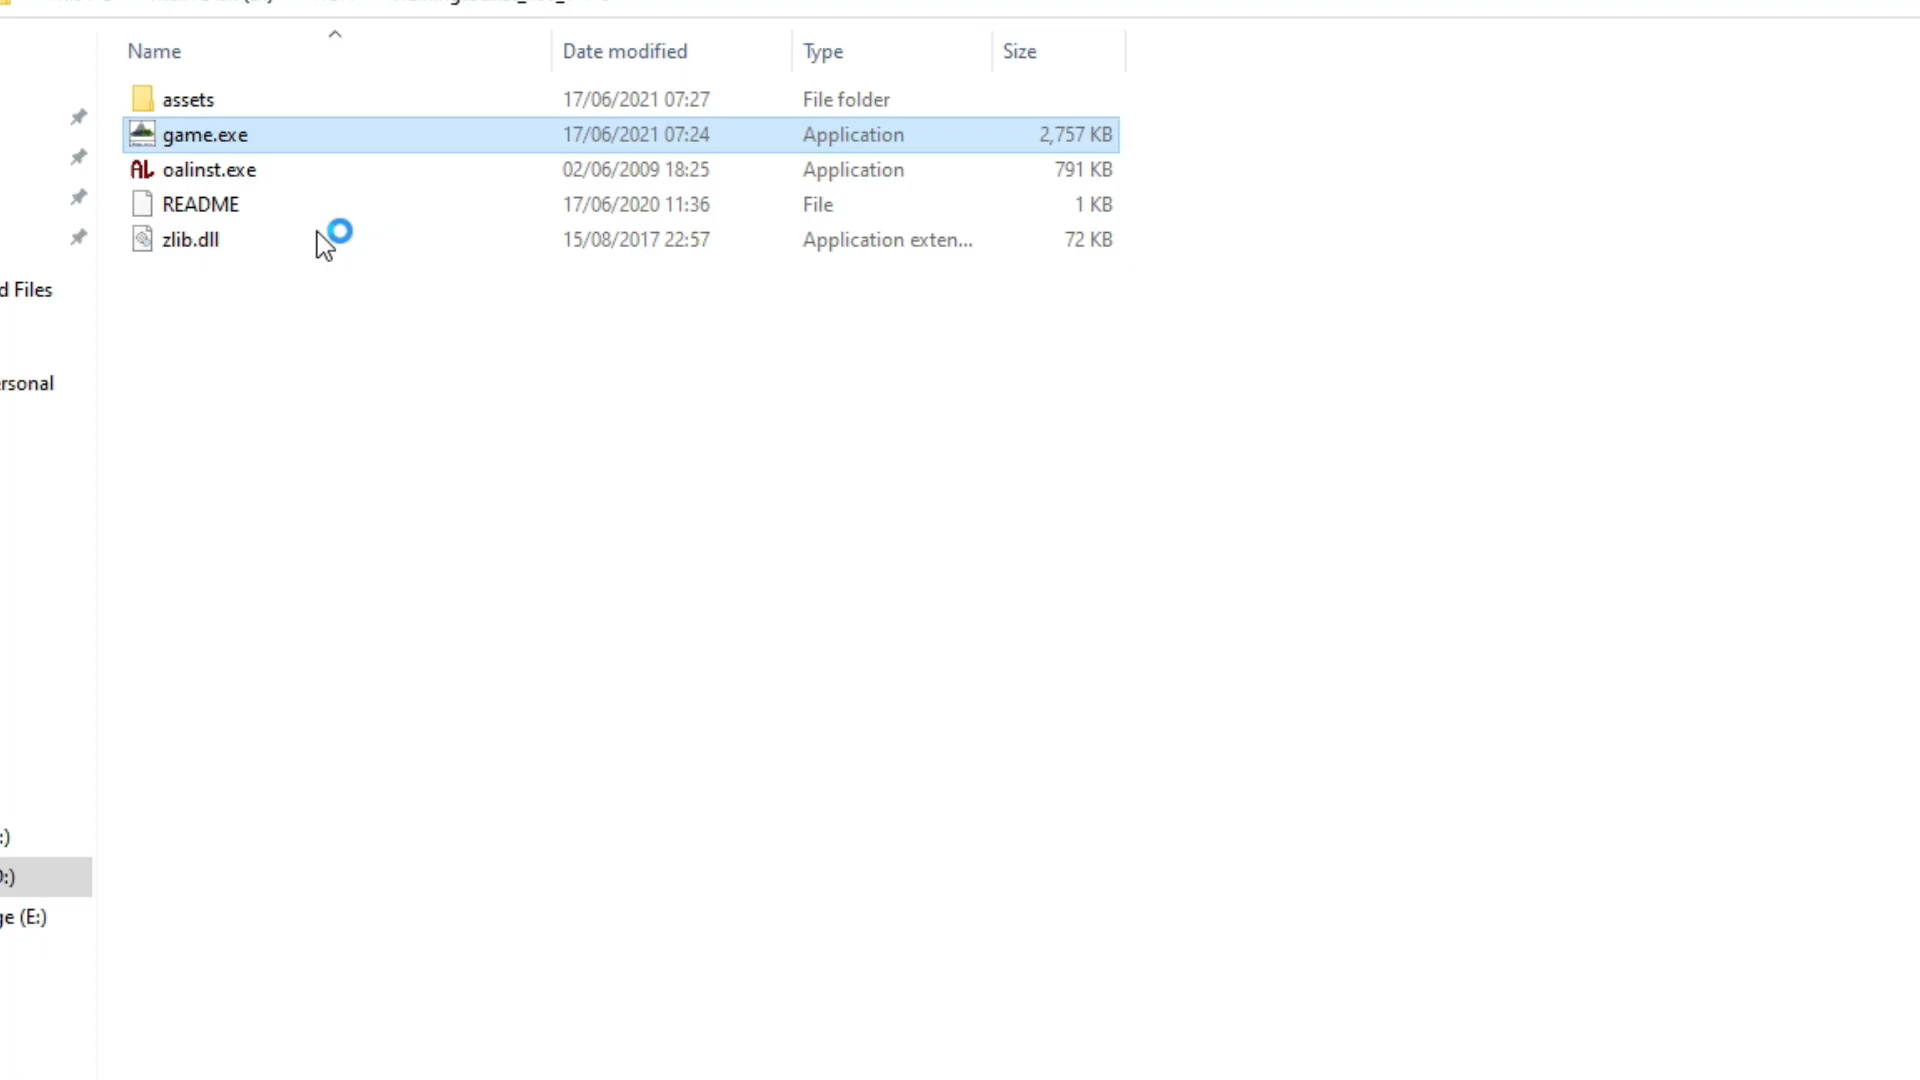 Name Date modified Type Size
assets 17/06/2021 07:27 File folder
game.exe 17/06/2021 07:24 Application 2,757 KB
AL oalinst.exe 02/06/2009 18:25 Application 791 KB
README 17/06/2020 11:36 File 1 KB
zlib.dll 15/08/2017 22:57 Application exten... 72 KB
d Files
ersonal
:)
):)
ge (E:)